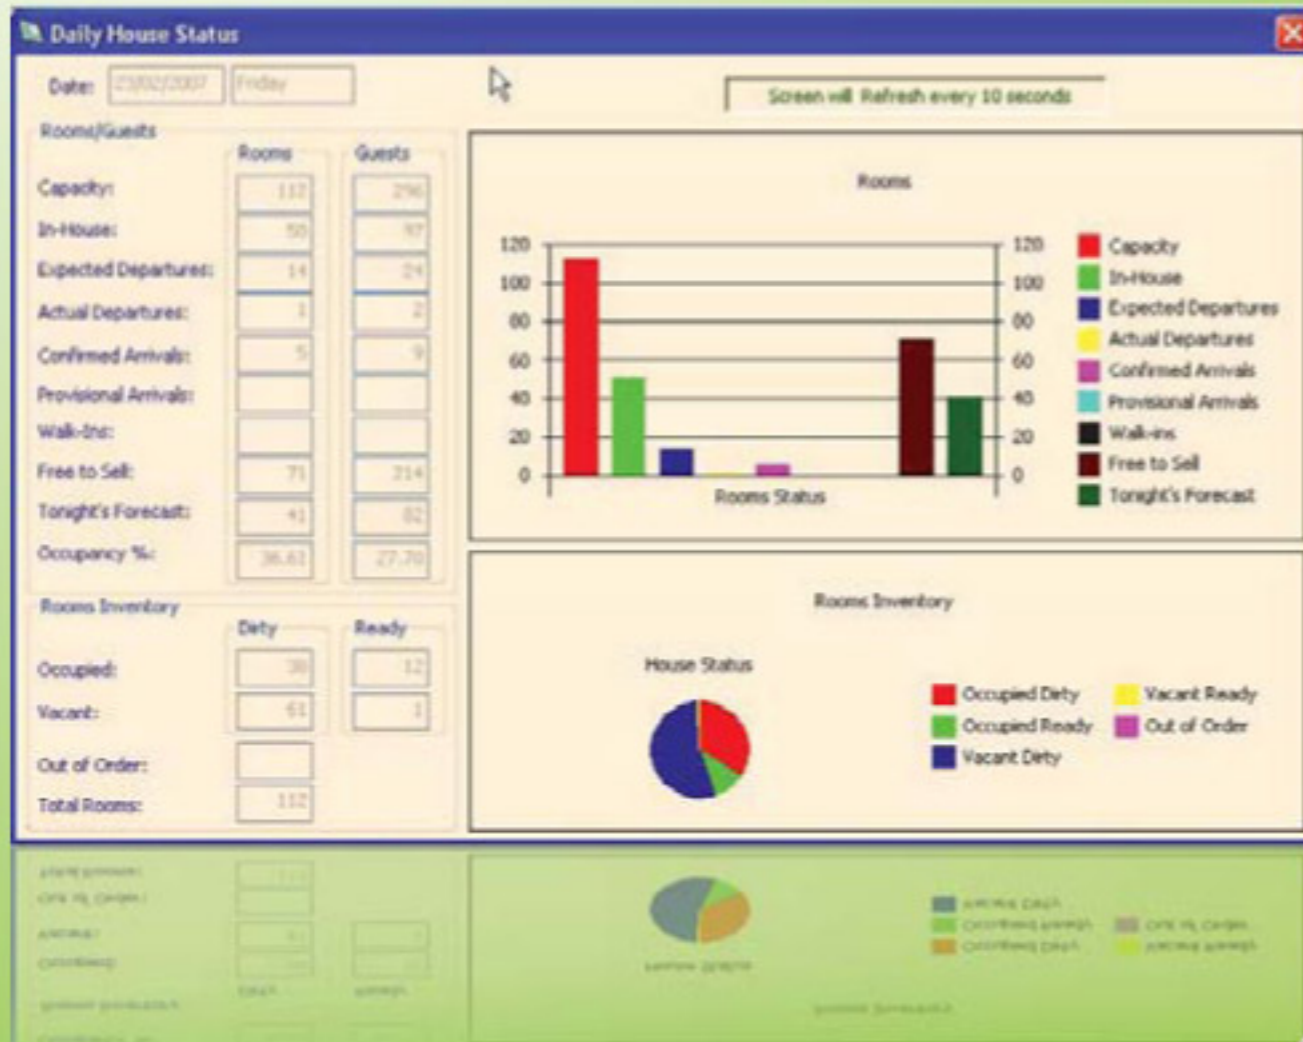 Daily House Status
Date: 23/02/2007 Friday
Screen will Refresh every 10 seconds
Rooms/Guests
Rooms Guests
Capacity: 112 296
In-House: 50 97
Expected Departures: 14 24
Actual Departures: 1 2
Confirmed Arrivals: 5 9
Provisional Arrivals:
Walk-Ins:
Free to Sell: 71 214
Tonight's Forecast: 41 82
Occupancy %: 36.61 27.70
Rooms Inventory
Dirty Ready
Occupied: 38 12
Vacant: 61 1
Out of Order:
Total Rooms: 112
Rooms
120 120
100 100
80 80
60 60
40 40
20 20
0 0
Rooms Status
Capacity
In-House
Expected Departures
Actual Departures
Confirmed Arrivals
Provisional Arrivals
Walk-ins
Free to Sell
Tonight's Forecast
Rooms Inventory
House Status
Occupied Dirty Vacant Ready
Occupied Ready Out of Order
Vacant Dirty